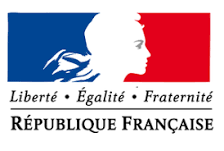 Liberté • Égalité • Fraternité
RÉPUBLIQUE FRANÇAISE